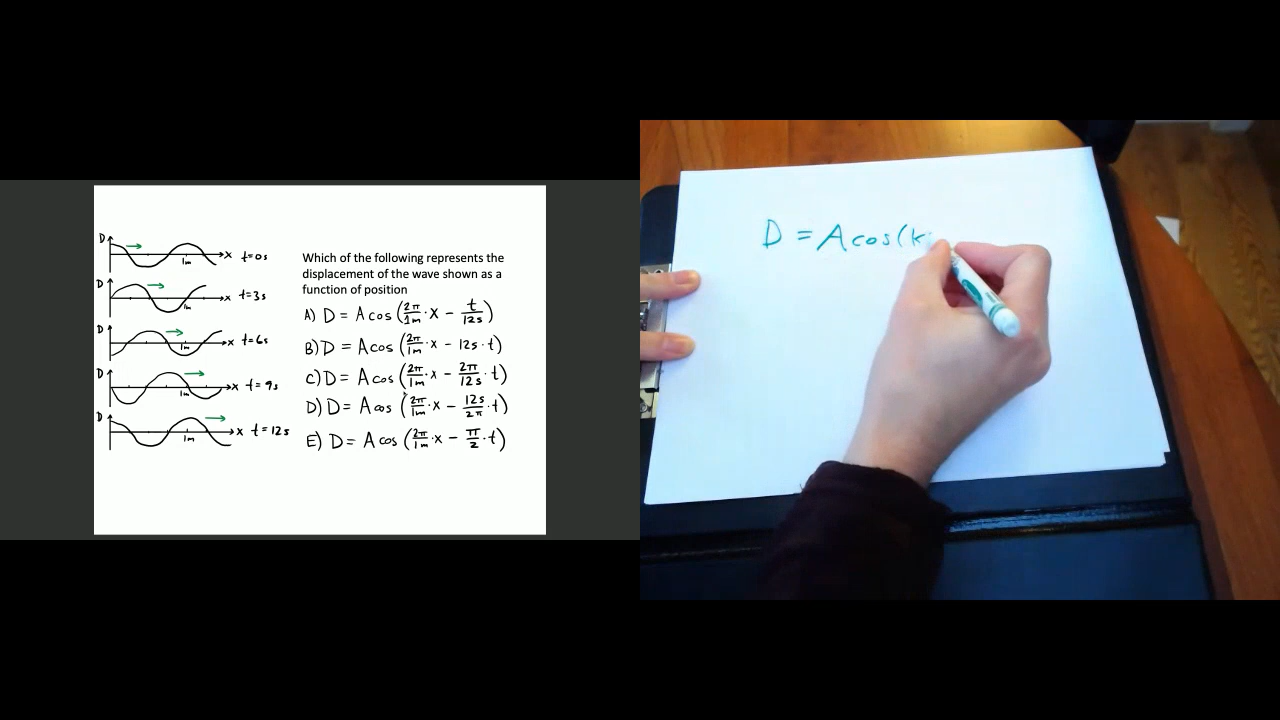 D
x t=0s
1m
D
x t=3s
1m
D
x t=6s
1m
D
x t=9s
1m
D
x t=12s
1m
Which of the following represents the
displacement of the wave shown as a
function of position
A) D = A cos (2π/1m · x − t/12s)
B) D = A cos (2π/1m · x − 12s · t)
C) D = A cos (2π/1m · x − 2π/12s · t)
D) D = A cos (2π/1m · x − 12s/2π · t)
E) D = A cos (2π/1m · x − π/2 · t)
D = A cos(k